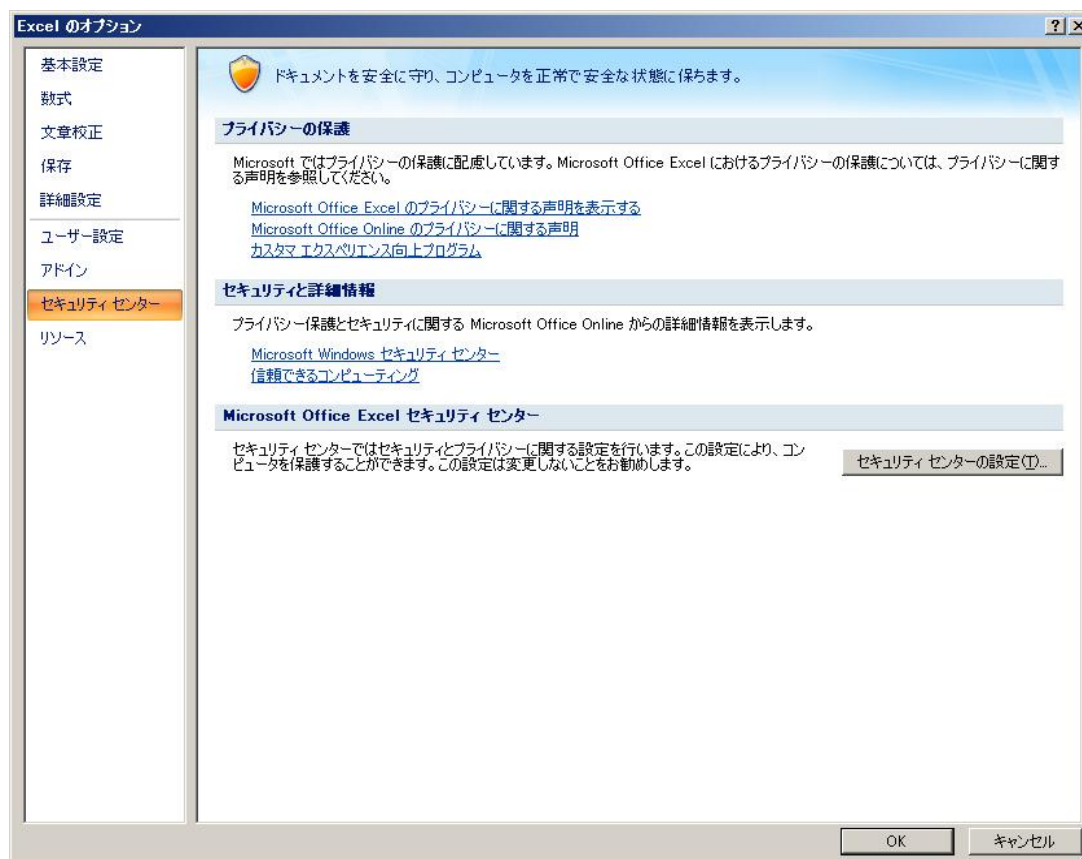 Excel のオプション
基本設定
数式
文章校正
保存
詳細設定
ユーザー設定
アドイン
セキュリティ センター
リソース
ドキュメントを安全に守り、コンピュータを正常で安全な状態に保ちます。
プライバシーの保護
Microsoft ではプライバシーの保護に配慮しています。Microsoft Office Excel におけるプライバシーの保護については、プライバシーに関す
る声明を参照してください。
Microsoft Office Excel のプライバシーに関する声明を表示する
Microsoft Office Online のプライバシーに関する声明
カスタマ エクスペリエンス向上プログラム
セキュリティと詳細情報
プライバシー保護とセキュリティに関する Microsoft Office Online からの詳細情報を表示します。
Microsoft Windows セキュリティ センター
信頼できるコンピューティング
Microsoft Office Excel セキュリティ センター
セキュリティ センターではセキュリティとプライバシーに関する設定を行います。この設定により、コン
ピュータを保護することができます。この設定は変更しないことをお勧めします。
セキュリティ センターの設定(T)...
OK
キャンセル